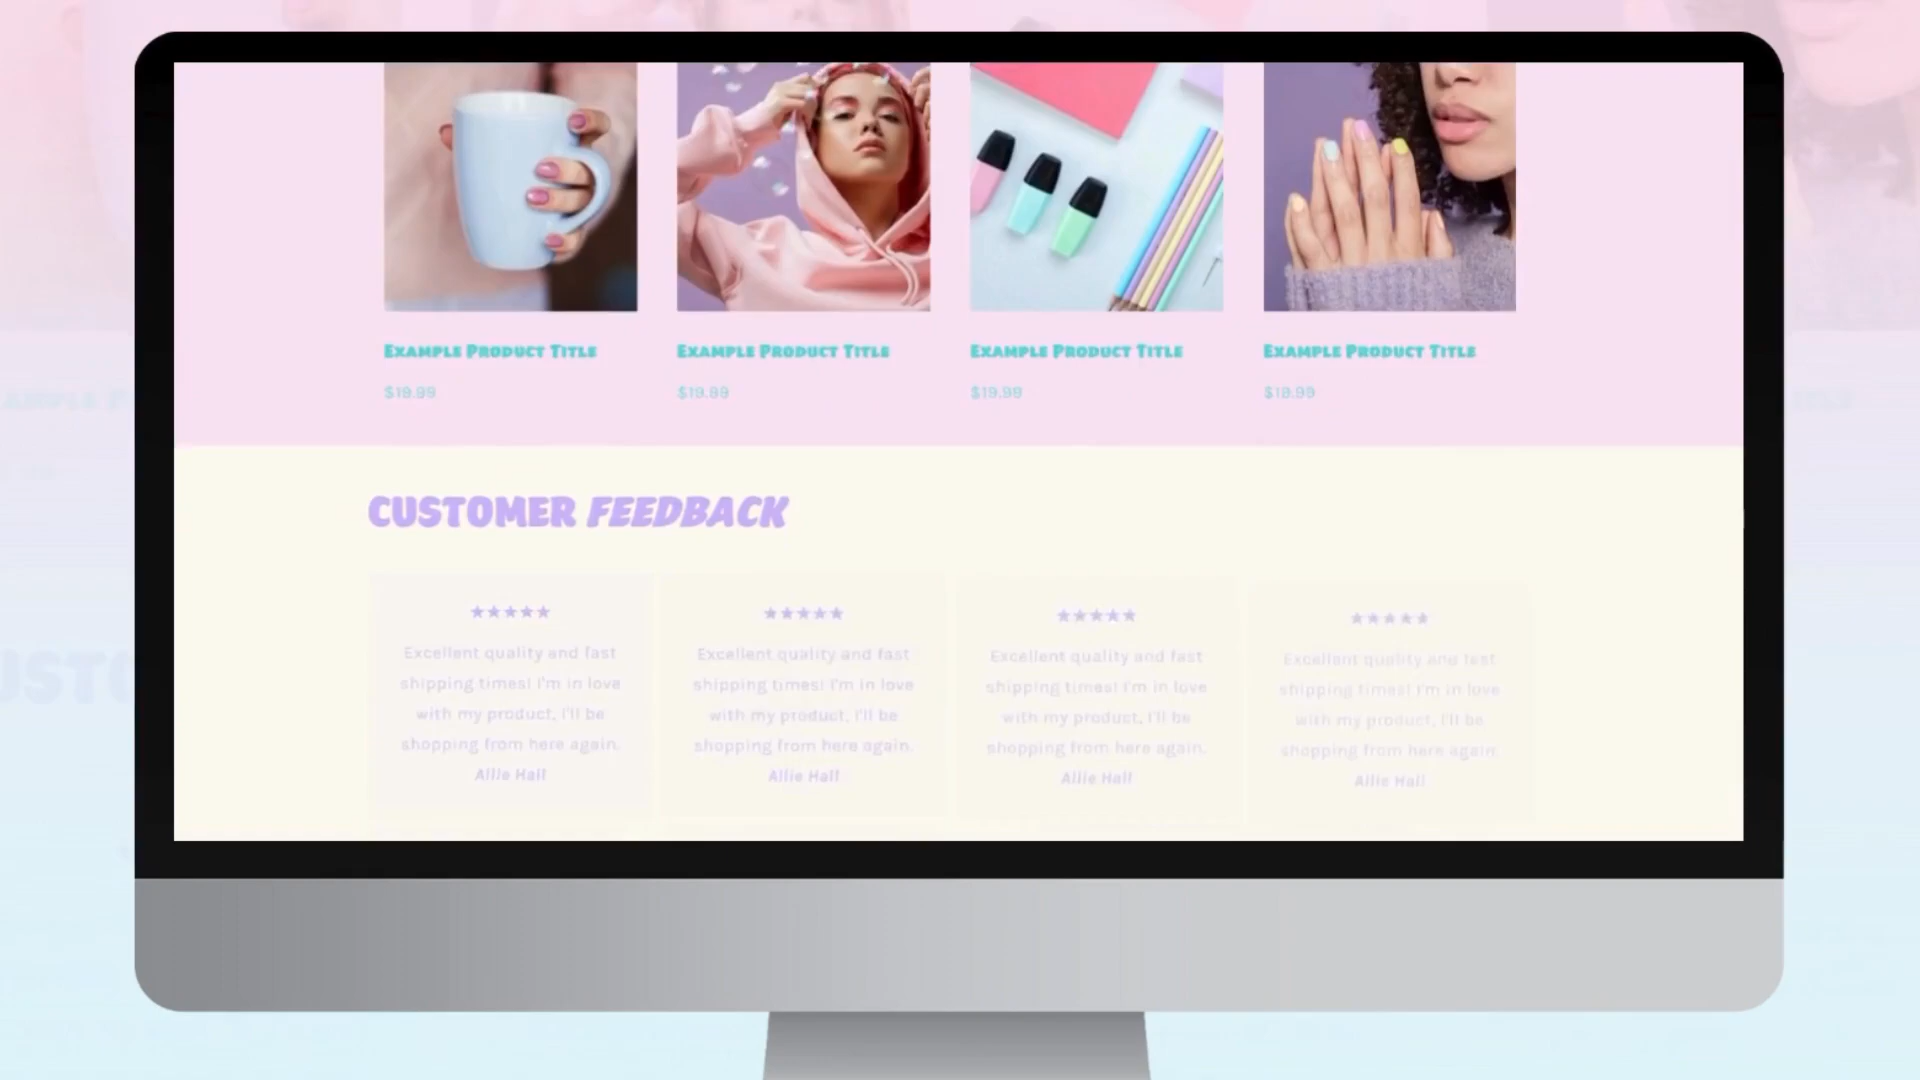 EXAMPLE PRODUCT TITLE EXAMPLE PRODUCT TITLE EXAMPLE PRODUCT TITLE EXAMPLE PRODUCT TITLE
$19.99 $19.99 $19.99 $19.99
CUSTOMER FEEDBACK
★★★★★ ★★★★★ ★★★★★ ★★★★★
Excellent quality and fast
shipping times! I'm in love
with my product, I'll be
shopping from here again.
Allie Hall
Excellent quality and fast
shipping times! I'm in love
with my product, I'll be
shopping from here again.
Allie Hall
Excellent quality and fast
shipping times! I'm in love
with my product, I'll be
shopping from here again.
Allie Hall
Excellent quality and fast
shipping times! I'm in love
with my product, I'll be
shopping from here again.
Allie Hall